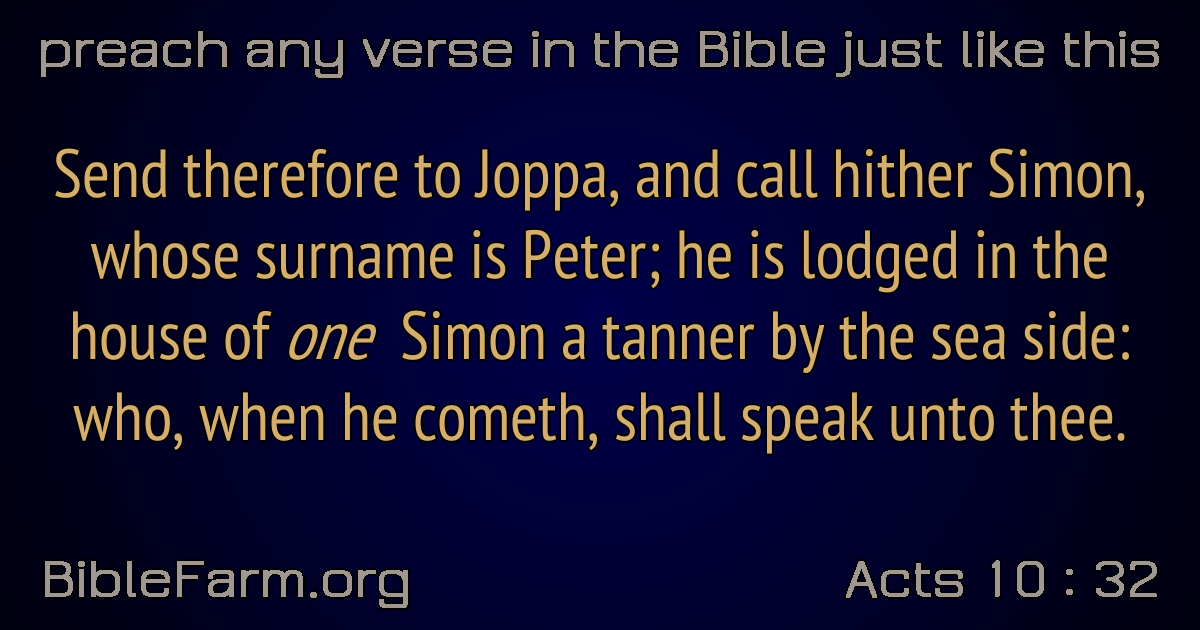 preach any verse in the Bible just like this
Send therefore to Joppa, and call hither Simon,
whose surname is Peter; he is lodged in the
house of one Simon a tanner by the sea side:
who, when he cometh, shall speak unto thee.
BibleFarm.org
Acts 10 : 32